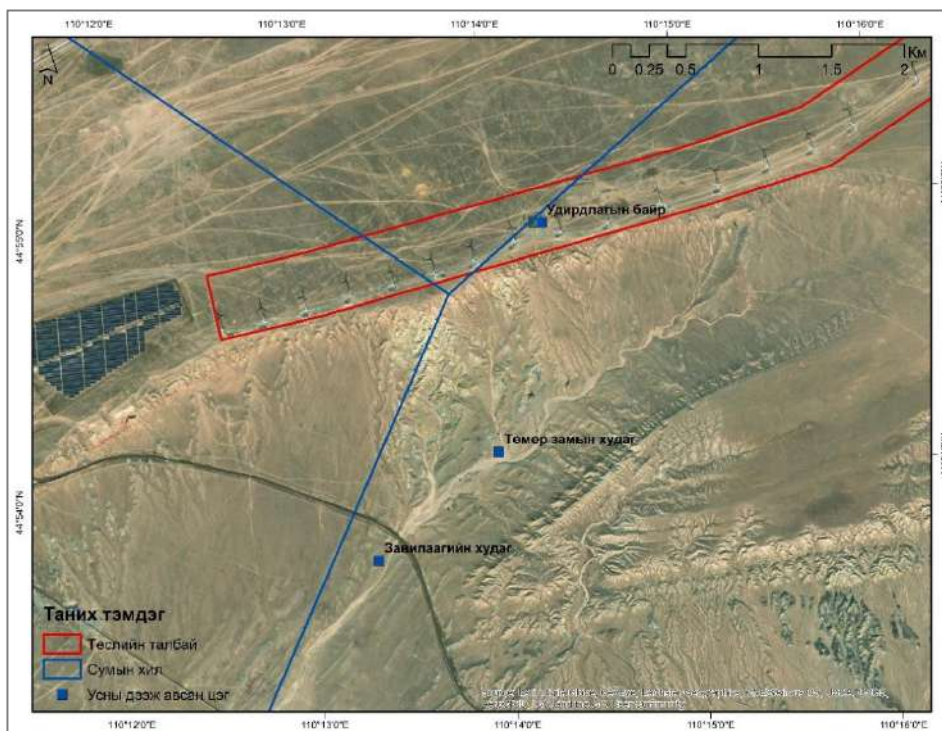 110°12'0"E 110°13'0"E 110°14'0"E 110°15'0"E 110°16'0"E
N
Км
0 0.25 0.5 1 1.5 2
Удирдлагын байр
44°55'0"N
Төмөр замын худаг
44°54'0"N
Завилаагийн худаг
Таних тэмдэг
Төслийн талбай
Сумын хил
Усны дээж авсан цэг
110°12'0"E 110°13'0"E 110°14'0"E 110°15'0"E 110°16'0"E